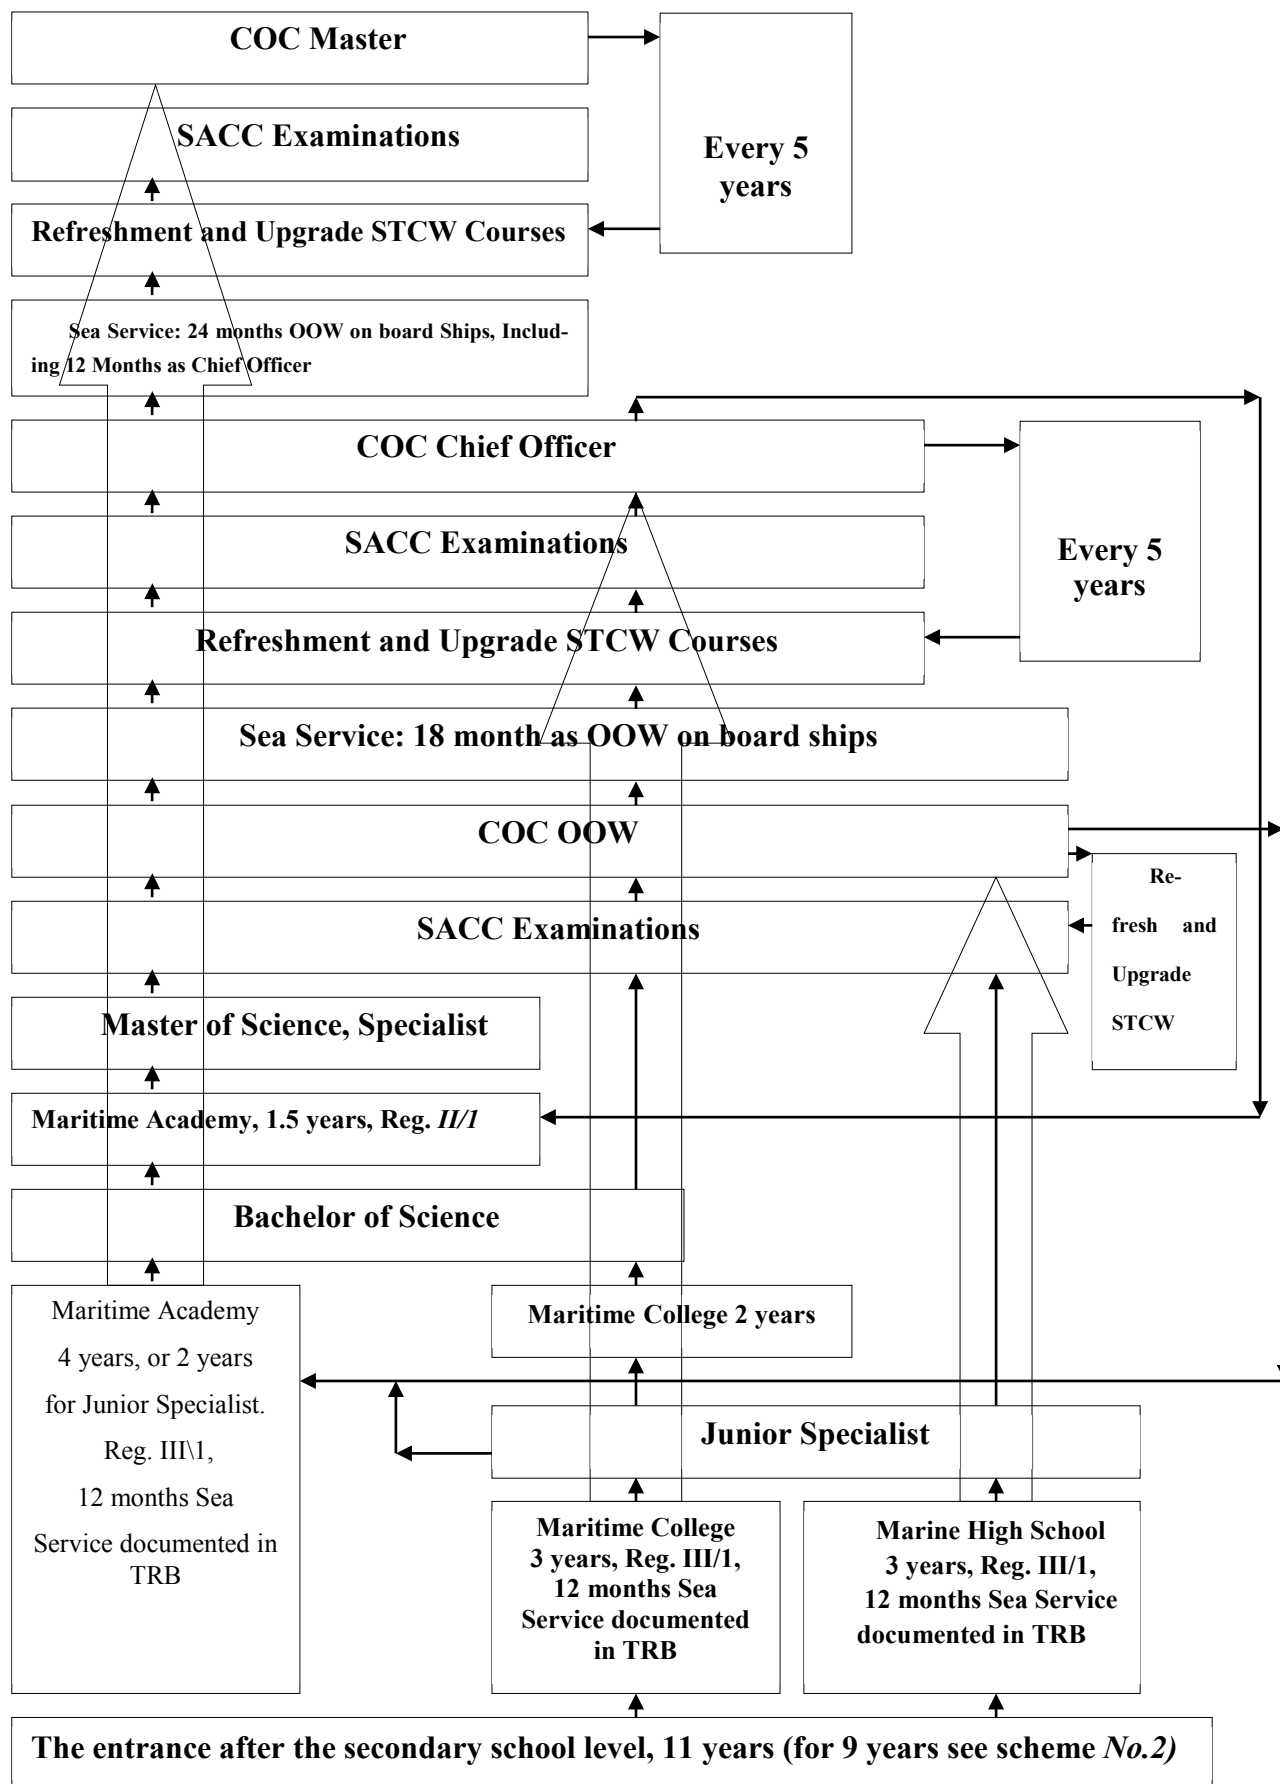 COC Master
SACC Examinations
Every 5
years
Refreshment and Upgrade STCW Courses
Sea Service: 24 months OOW on board Ships, Includ-
ing 12 Months as Chief Officer
COC Chief Officer
SACC Examinations
Every 5
years
Refreshment and Upgrade STCW Courses
Sea Service: 18 month as OOW on board ships
COC OOW
Re-
fresh and
Upgrade
STCW
SACC Examinations
Master of Science, Specialist
Maritime Academy, 1.5 years, Reg. II/1
Bachelor of Science
Maritime Academy
4 years, or 2 years
for Junior Specialist.
Reg. III\1,
12 months Sea
Service documented in
TRB
Maritime College 2 years
Junior Specialist
Maritime College
3 years, Reg. III/1,
12 months Sea
Service documented
in TRB
Marine High School
3 years, Reg. III/1,
12 months Sea Service
documented in TRB
The entrance after the secondary school level, 11 years (for 9 years see scheme No.2)